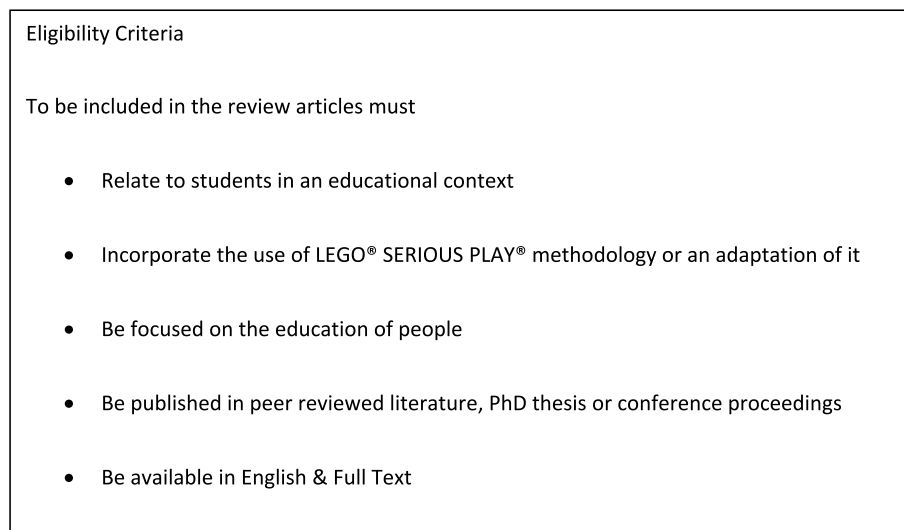 Eligibility Criteria
To be included in the review articles must
• Relate to students in an educational context
• Incorporate the use of LEGO® SERIOUS PLAY® methodology or an adaptation of it
• Be focused on the education of people
• Be published in peer reviewed literature, PhD thesis or conference proceedings
• Be available in English & Full Text